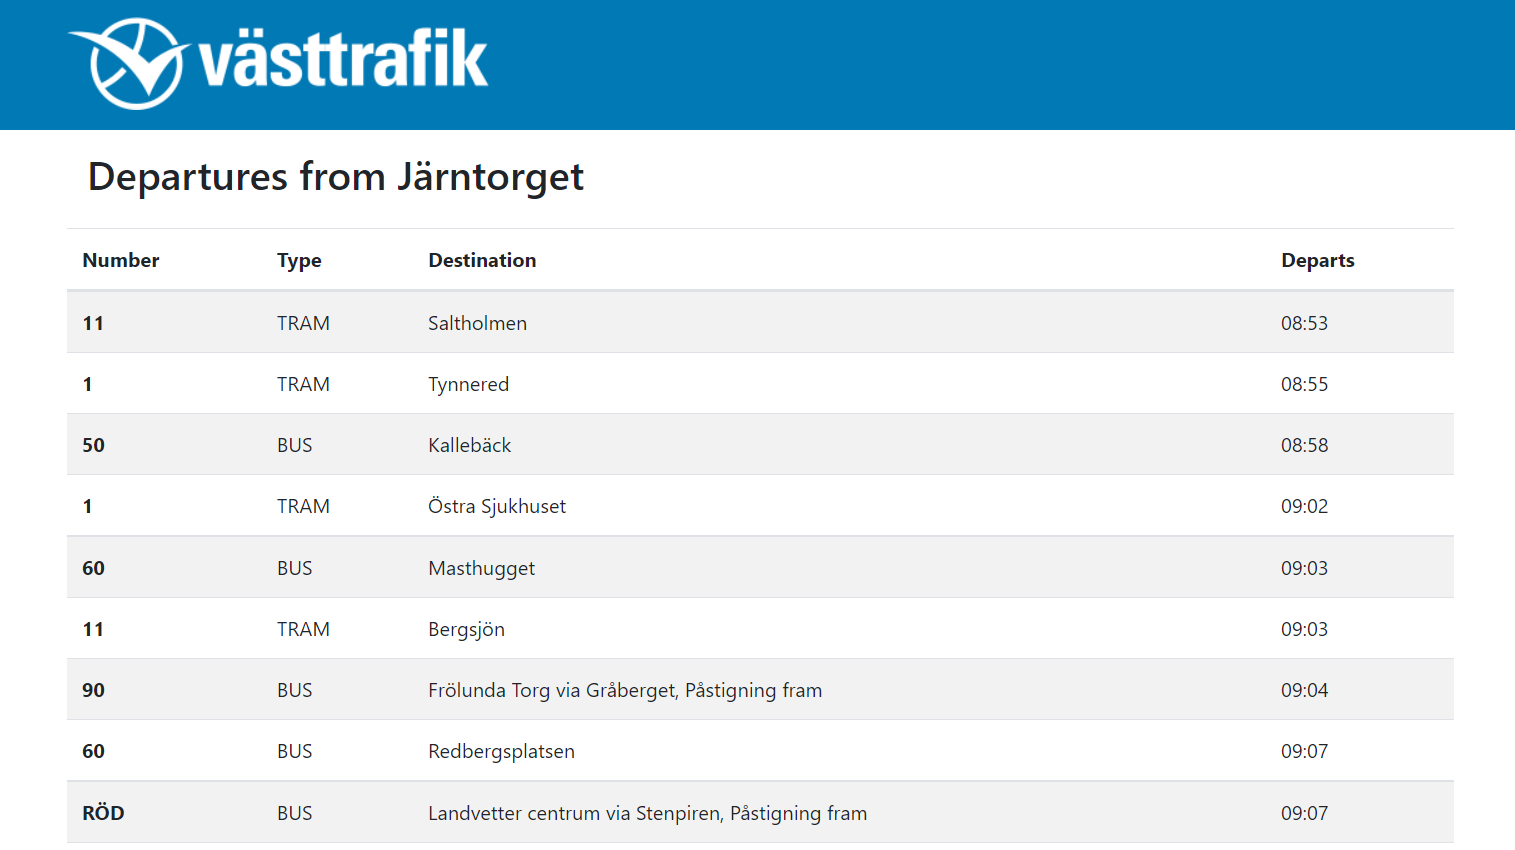 västtrafik
Departures from Järntorget
Number Type Destination Departs
11 TRAM Saltholmen 08:53
1 TRAM Tynnered 08:55
50 BUS Kallebäck 08:58
1 TRAM Östra Sjukhuset 09:02
60 BUS Masthugget 09:03
11 TRAM Bergsjön 09:03
90 BUS Frölunda Torg via Gråberget, Påstigning fram 09:04
60 BUS Redbergsplatsen 09:07
RÖD BUS Landvetter centrum via Stenpiren, Påstigning fram 09:07